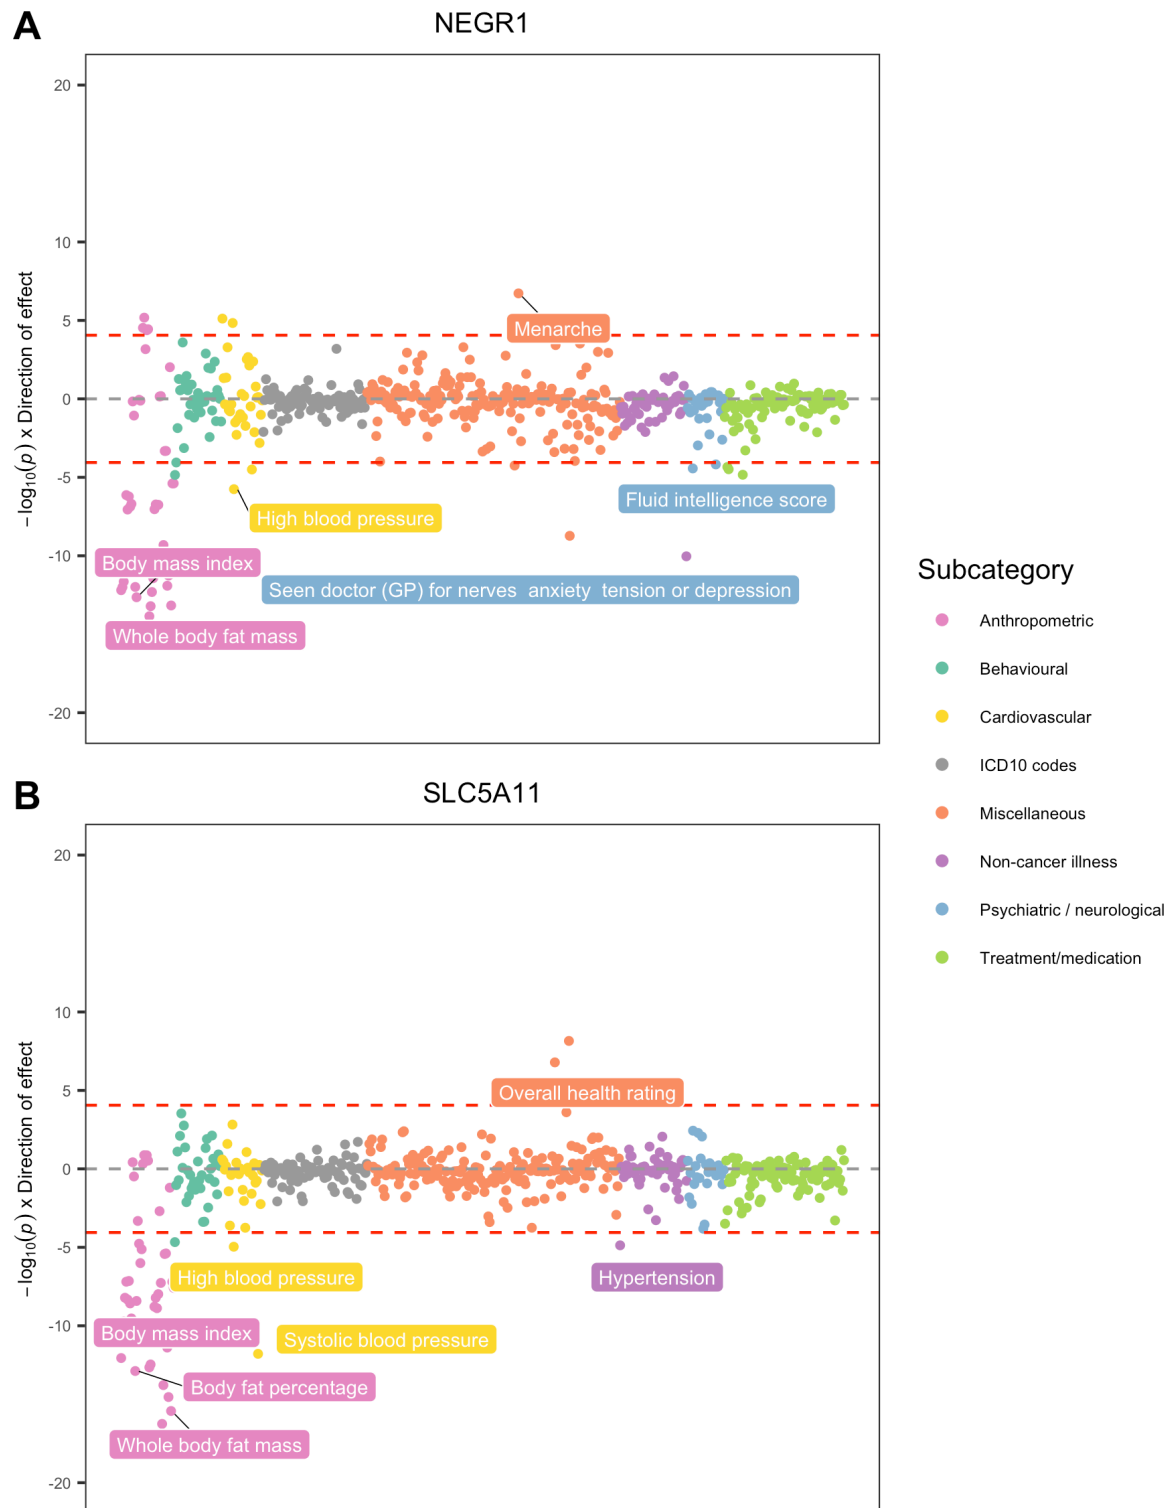 A
NEGR1
20
10
5
0
-5
-10
-20
−log10(p) x Direction of effect
Menarche
Fluid intelligence score
High blood pressure
Body mass index
Seen doctor (GP) for nerves  anxiety  tension or depression
Whole body fat mass
Subcategory
Anthropometric
Behavioural
Cardiovascular
ICD10 codes
Miscellaneous
Non-cancer illness
Psychiatric / neurological
Treatment/medication
B
SLC5A11
20
10
5
0
-5
-10
-20
−log10(p) x Direction of effect
Overall health rating
High blood pressure
Hypertension
Body mass index
Systolic blood pressure
Body fat percentage
Whole body fat mass